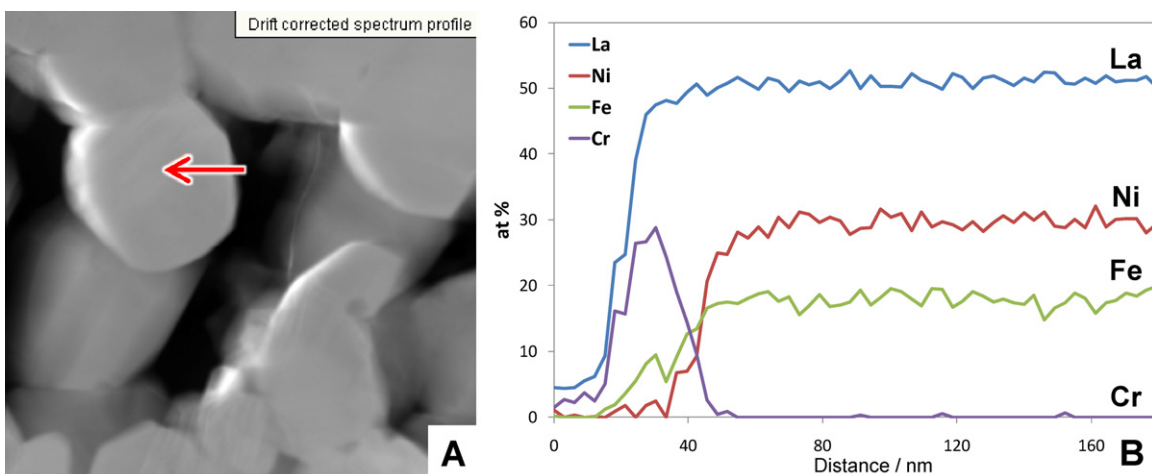 Drift corrected spectrum profile
A
60
50
40
30
20
10
0
at %
La
Ni
Fe
Cr
La
Ni
Fe
Cr
0
40
80
120
160
Distance / nm
B